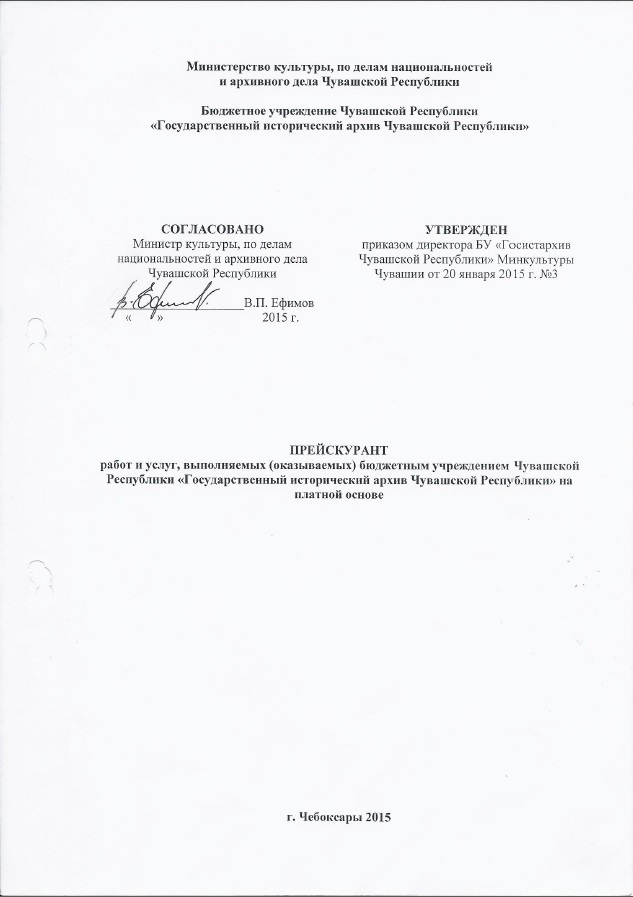 Министерство культуры, по делам национальностей
и архивного дела Чувашской Республики
Бюджетное учреждение Чувашской Республики
«Государственный исторический архив Чувашской Республики»
СОГЛАСОВАНО
Министр культуры, по делам
национальностей и архивного дела
Чувашской Республики
В. Ефимов В.П. Ефимов
« » 2015 г.
УТВЕРЖДЕН
приказом директора БУ «Госистархив
Чувашской Республики» Минкультуры
Чувашии от 20 января 2015 г. №3
ПРЕЙСКУРАНТ
работ и услуг, выполняемых (оказываемых) бюджетным учреждением Чувашской
Республики «Государственный исторический архив Чувашской Республики» на
платной основе
г. Чебоксары 2015